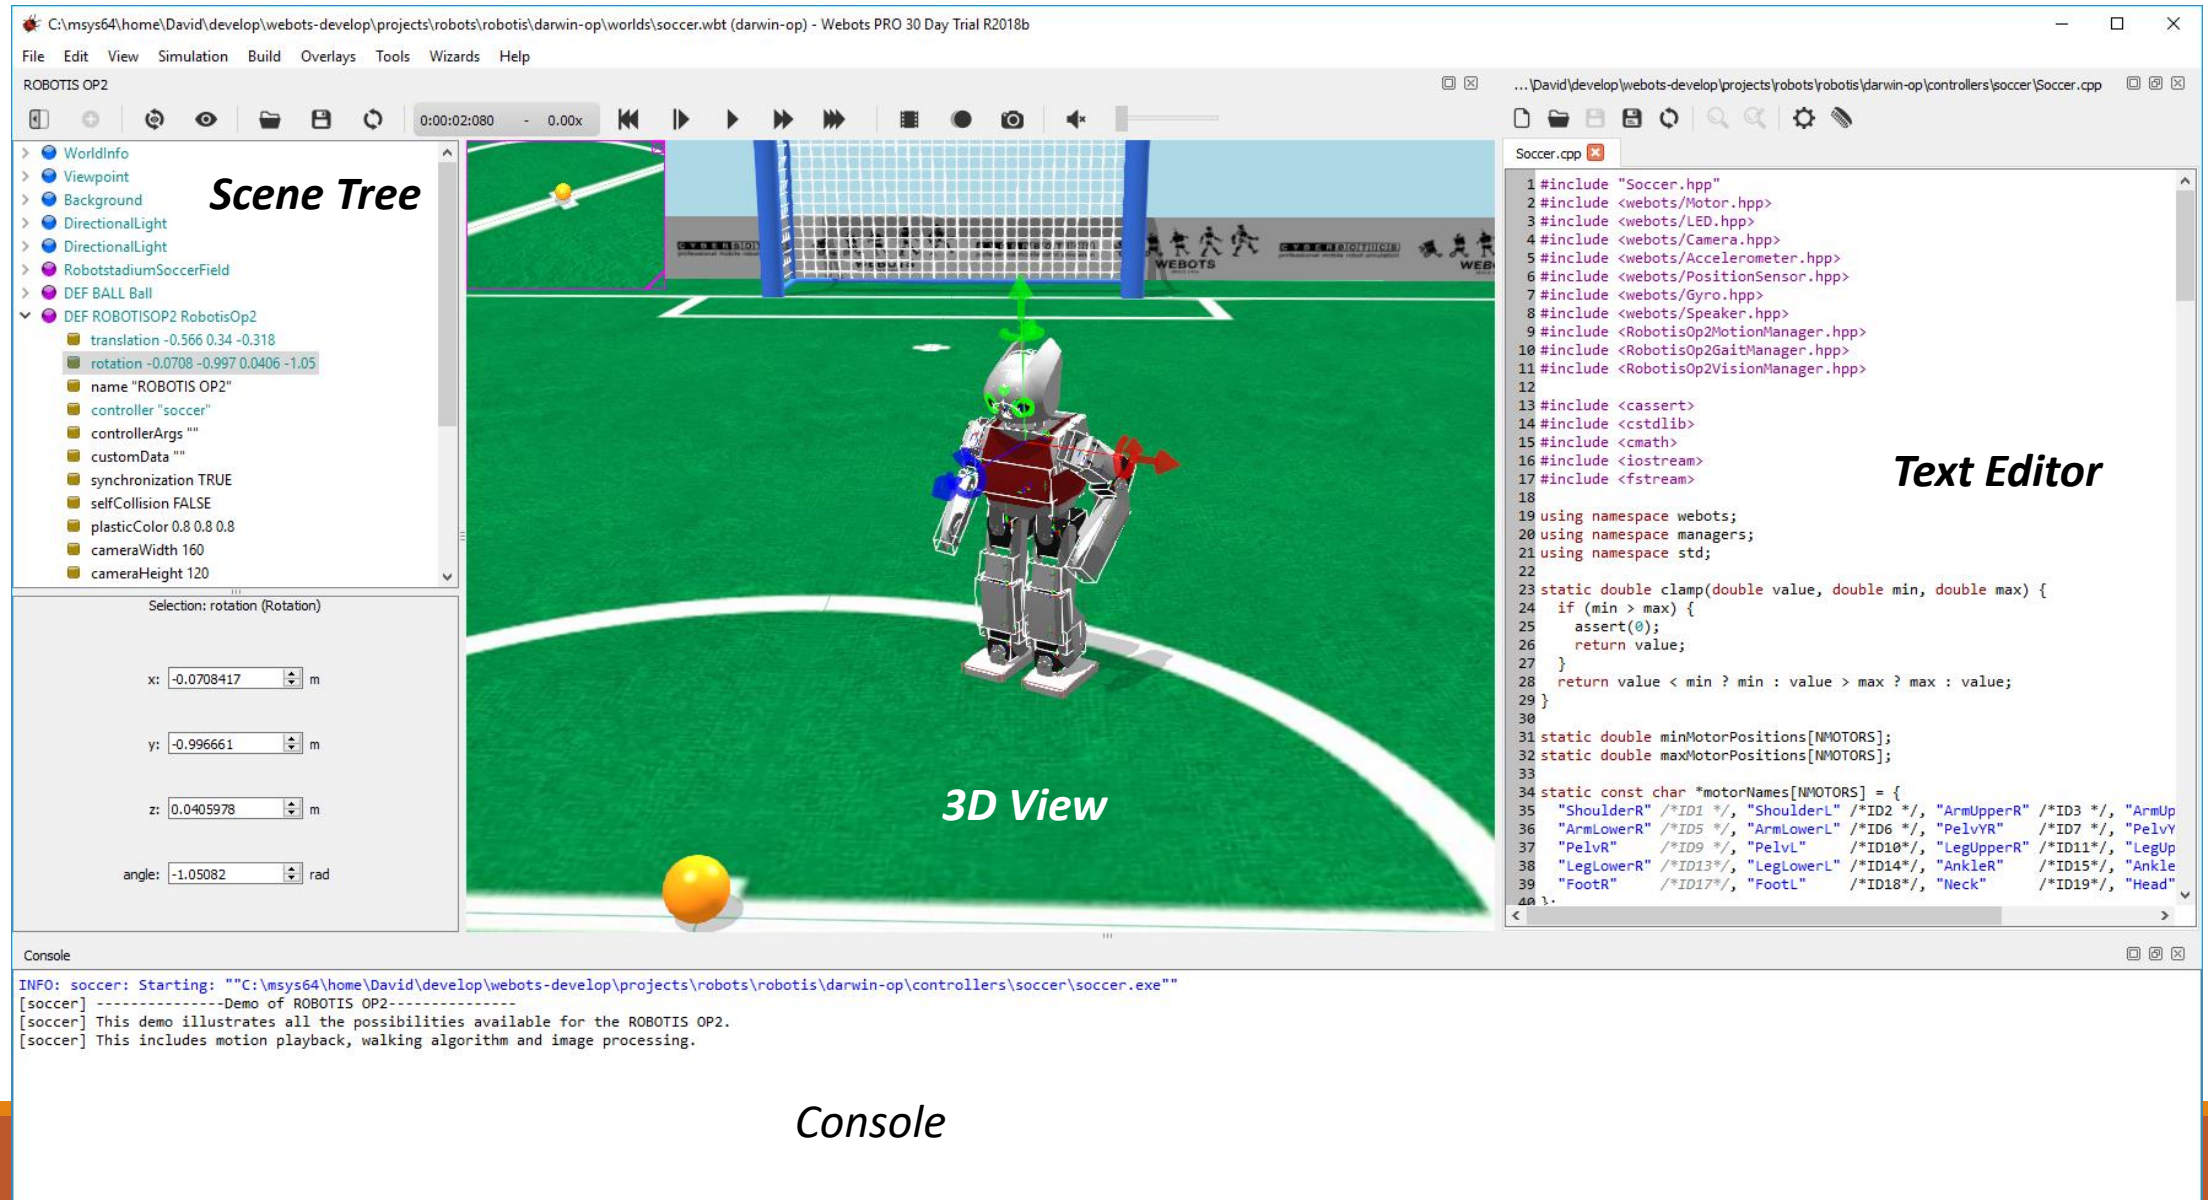 C:\msys64\home\David\develop\webots-develop\projects\robots\robotis\darwin-op\worlds\soccer.wbt (darwin-op) - Webots PRO 30 Day Trial R2018b
File Edit View Simulation Build Overlays Tools Wizards Help
ROBOTIS OP2
0:00:02:080 - 0.00x
WorldInfo
Viewpoint
Background
DirectionalLight
DirectionalLight
RobotstadiumSoccerField
DEF BALL Ball
DEF ROBOTISOP2 RobotisOp2
translation -0.566 0.34 -0.318
rotation -0.0708 -0.997 0.0406 -1.05
name "ROBOTIS OP2"
controller "soccer"
controllerArgs ""
customData ""
synchronization TRUE
selfCollision FALSE
plasticColor 0.8 0.8 0.8
cameraWidth 160
cameraHeight 120
Scene Tree
Selection: rotation (Rotation)
x: -0.0708417 m
y: -0.996661 m
z: 0.0405978 m
angle: -1.05082 rad
WEBOTS
CYBERBOTICS
professional mobile robot simulation
3D View
...\David\develop\webots-develop\projects\robots\robotis\darwin-op\controllers\soccer\Soccer.cpp
Soccer.cpp
1 #include "Soccer.hpp"
2 #include <webots/Motor.hpp>
3 #include <webots/LED.hpp>
4 #include <webots/Camera.hpp>
5 #include <webots/Accelerometer.hpp>
6 #include <webots/PositionSensor.hpp>
7 #include <webots/Gyro.hpp>
8 #include <webots/Speaker.hpp>
9 #include <RobotisOp2MotionManager.hpp>
10 #include <RobotisOp2GaitManager.hpp>
11 #include <RobotisOp2VisionManager.hpp>
12
13 #include <cassert>
14 #include <cstdlib>
15 #include <cmath>
16 #include <iostream>
17 #include <fstream>
18
19 using namespace webots;
20 using namespace managers;
21 using namespace std;
22
23 static double clamp(double value, double min, double max) {
24 if (min > max) {
25 assert(0);
26 return value;
27 }
28 return value < min ? min : value > max ? max : value;
29 }
30
31 static double minMotorPositions[NMOTORS];
32 static double maxMotorPositions[NMOTORS];
33
34 static const char *motorNames[NMOTORS] = {
35 "ShoulderR" /*ID1 */, "ShoulderL" /*ID2 */, "ArmUpperR" /*ID3 */, "ArmUp
36 "ArmLowerR" /*ID5 */, "ArmLowerL" /*ID6 */, "PelvYR" /*ID7 */, "PelvY
37 "PelvR" /*ID9 */, "PelvL" /*ID10*/, "LegUpperR" /*ID11*/, "LegUp
38 "LegLowerR" /*ID13*/, "LegLowerL" /*ID14*/, "AnkleR" /*ID15*/, "Ankle
39 "FootR" /*ID17*/, "FootL" /*ID18*/, "Neck" /*ID19*/, "Head"
40 };
Text Editor
Console
INFO: soccer: Starting: ""C:\msys64\home\David\develop\webots-develop\projects\robots\robotis\darwin-op\controllers\soccer\soccer.exe""
[soccer] ---------------Demo of ROBOTIS OP2---------------
[soccer] This demo illustrates all the possibilities available for the ROBOTIS OP2.
[soccer] This includes motion playback, walking algorithm and image processing.
Console